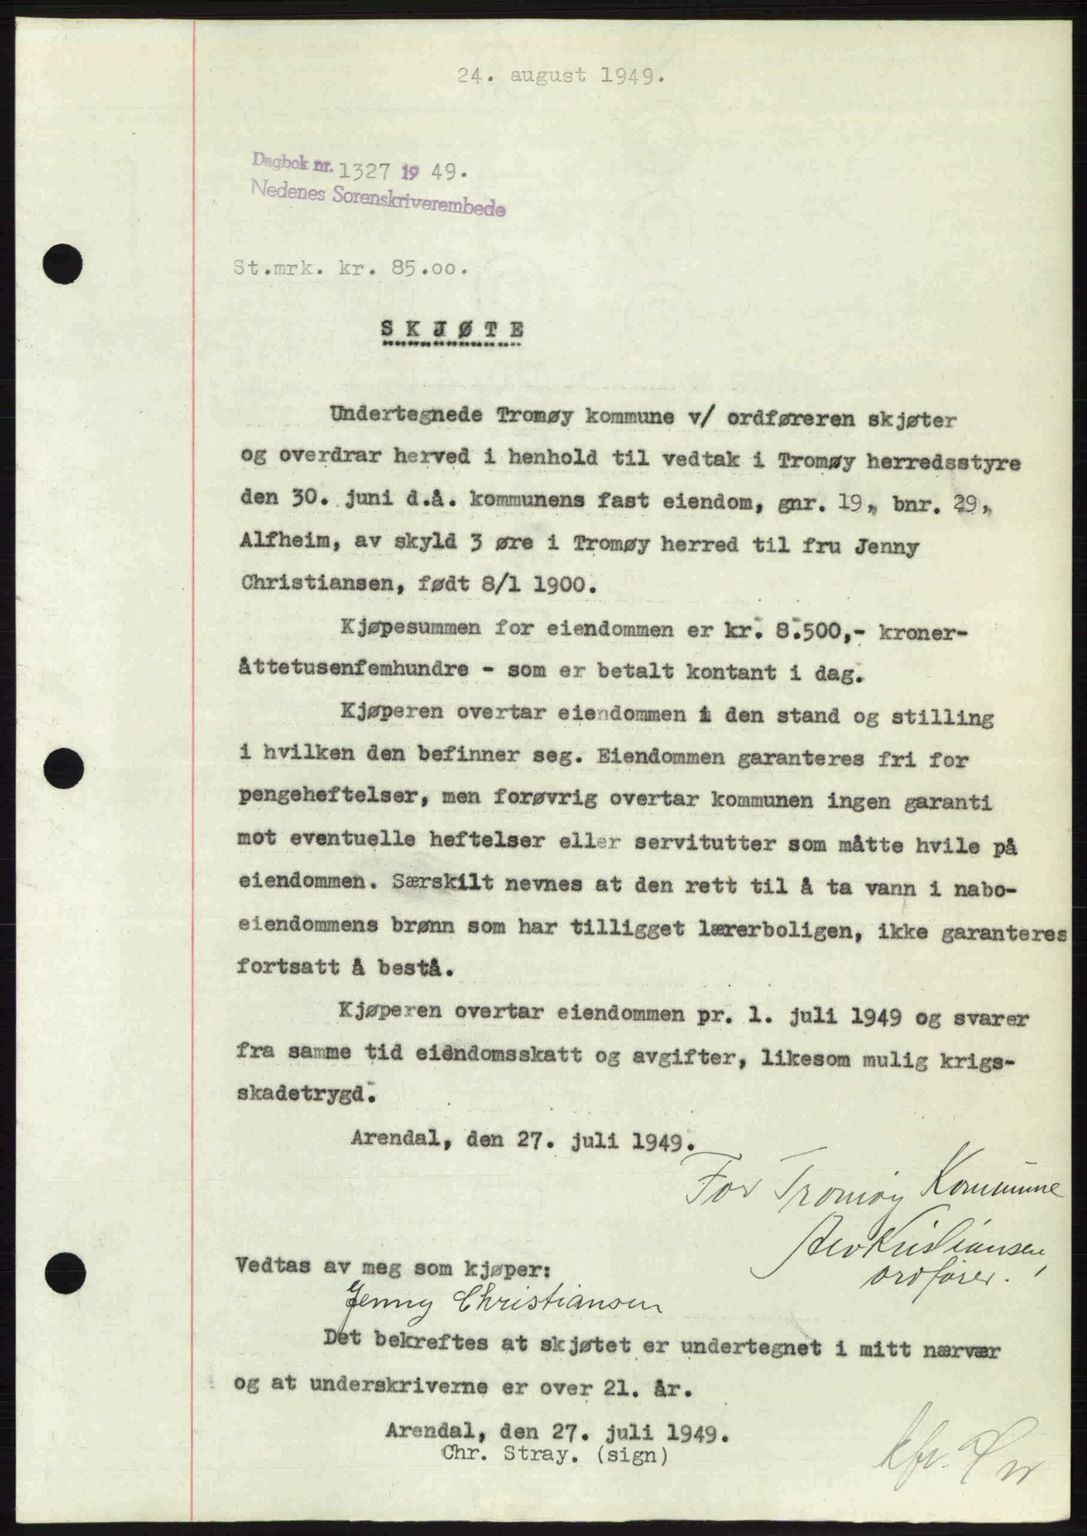 24. august 1949.
Dagbok nr. 1327 19 49.
Nedenes Sorenskriverembede
St.mrk. kr. 85.oo.
SKJØTE
Undertegnede Tromøy kommune v/ ordføreren skjøter
og overdrar herved i henhold til vedtak i Tromøy herredsstyre
den 30. juni d.å. kommunens fast eiendom, gnr. 19, bnr. 29,
Alfheim, av skyld 3 øre i Tromøy herred til fru Jenny
Christiansen, født 8/1 1900.
Kjøpesummen for eiendommen er kr. 8.500,- kroner-
åttetusenfemhundre - som er betalt kontant i dag.
Kjøperen overtar eiendommen i den stand og stilling
i hvilken den befinner seg. Eiendommen garanteres fri for
pengeheftelser, men forøvrig overtar kommunen ingen garanti
mot eventuelle heftelser eller servitutter som måtte hvile på
eiendommen. Særskilt nevnes at den rett til å ta vann i nabo-
eiendommens brønn som har tilligget lærerboligen, ikke garanteres
fortsatt å bestå.
Kjøperen overtar eiendommen pr. 1. juli 1949 og svarer
fra samme tid eiendomsskatt og avgifter, likesom mulig krigs-
skadetrygd.
Arendal, den 27. juli 1949.
For Tromøy Kommune
Kristiansen
ordfører.
Vedtas av meg som kjøper:
Jenny Christiansen
Det bekreftes at skjøtet er undertegnet i mitt nærvær
og at underskriverne er over 21. år.
Arendal, den 27. juli 1949.
Chr. Stray. (sign)